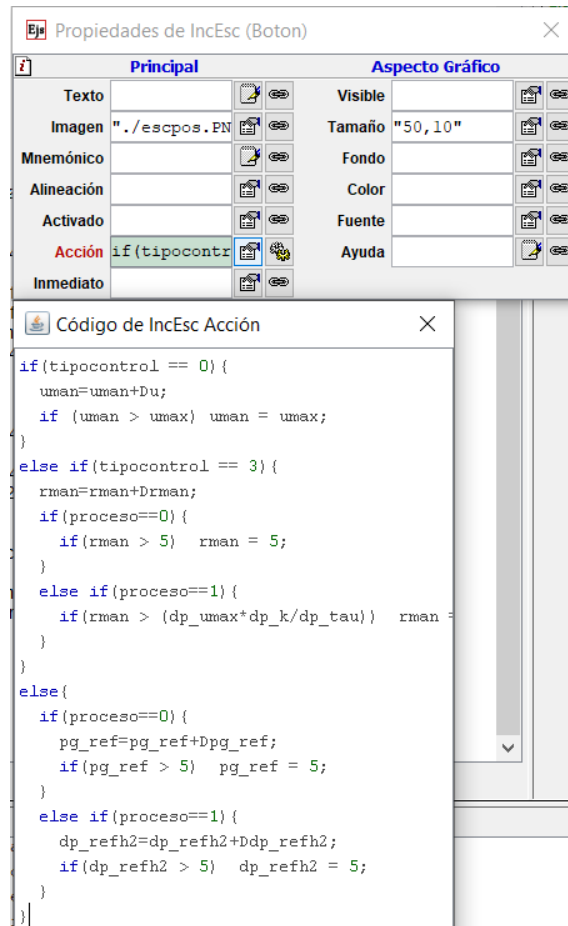 Ejs Propiedades de IncEsc (Boton)
i Principal Aspecto Gráfico
Texto Visible
Imagen "./escpos.PN Tamaño "50,10"
Mnemónico Fondo
Alineación Color
Activado Fuente
Acción if(tipocontr Ayuda
Inmediato
Código de IncEsc Acción
if(tipocontrol == 0){
  uman=uman+Du;
  if (uman > umax) uman = umax;
}
else if(tipocontrol == 3){
  rman=rman+Drman;
  if(proceso==0){
    if(rman > 5)  rman = 5;
  }
  else if(proceso==1){
    if(rman > (dp_umax*dp_k/dp_tau))  rman =
  }
}
else{
  if(proceso==0){
    pg_ref=pg_ref+Dpg_ref;
    if(pg_ref > 5)  pg_ref = 5;
  }
  else if(proceso==1){
    dp_refh2=dp_refh2+Ddp_refh2;
    if(dp_refh2 > 5)  dp_refh2 = 5;
  }
}